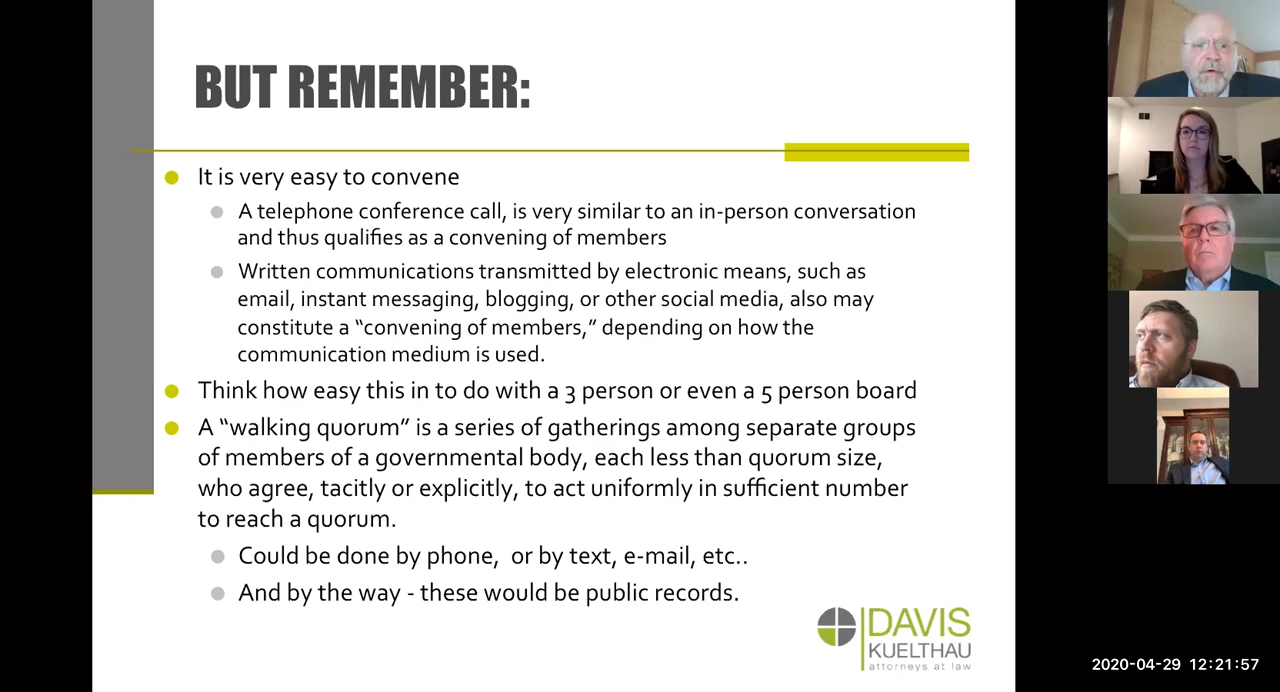 BUT REMEMBER:
It is very easy to convene
A telephone conference call, is very similar to an in-person conversation
and thus qualifies as a convening of members
Written communications transmitted by electronic means, such as
email, instant messaging, blogging, or other social media, also may
constitute a “convening of members,” depending on how the
communication medium is used.
Think how easy this in to do with a 3 person or even a 5 person board
A “walking quorum” is a series of gatherings among separate groups
of members of a governmental body, each less than quorum size,
who agree, tacitly or explicitly, to act uniformly in sufficient number
to reach a quorum.
Could be done by phone,  or by text, e-mail, etc..
And by the way - these would be public records.
DAVIS
KUELTHAU
attorneys at law
2020-04-29 12:21:57